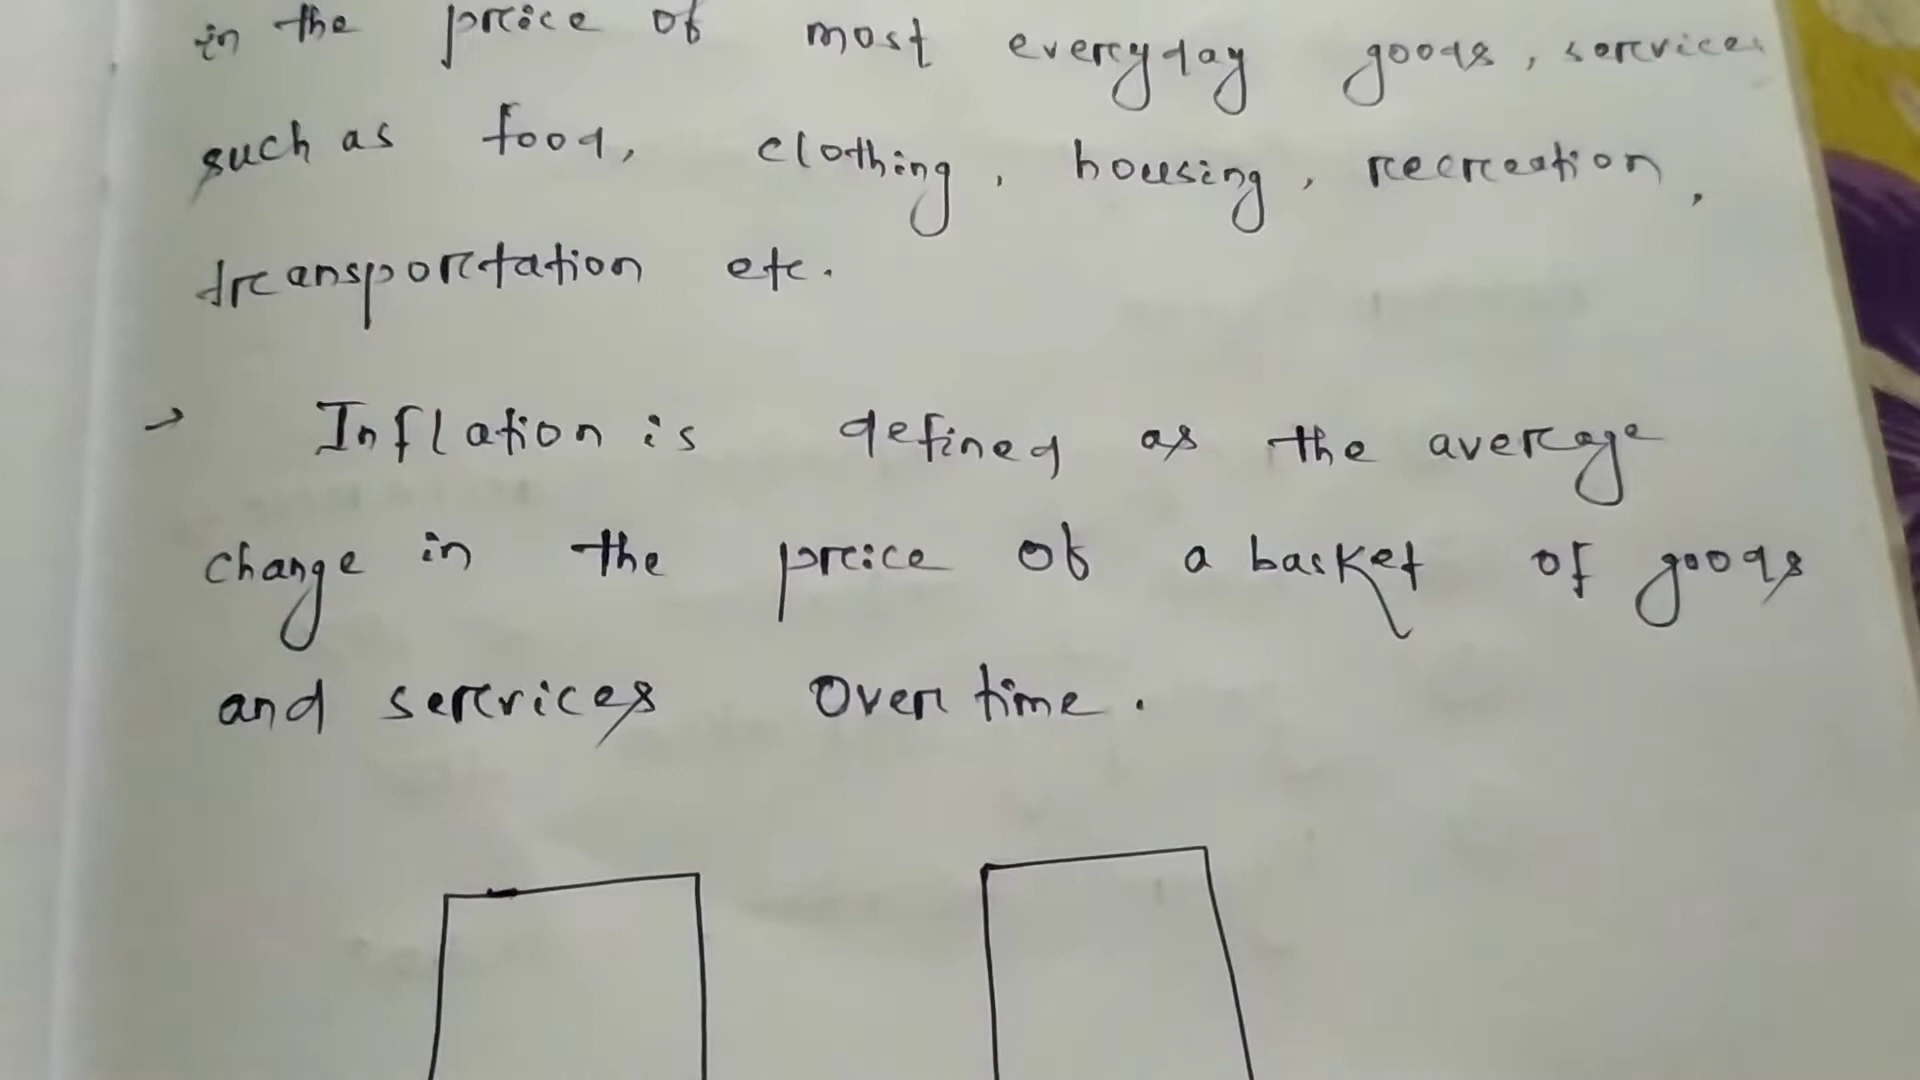 in the price of most everyday goods, services
such as food, clothing, housing, recreation,
transportation etc.
→ Inflation is defined as the average
change in the price of a basket of goods
and services over time.